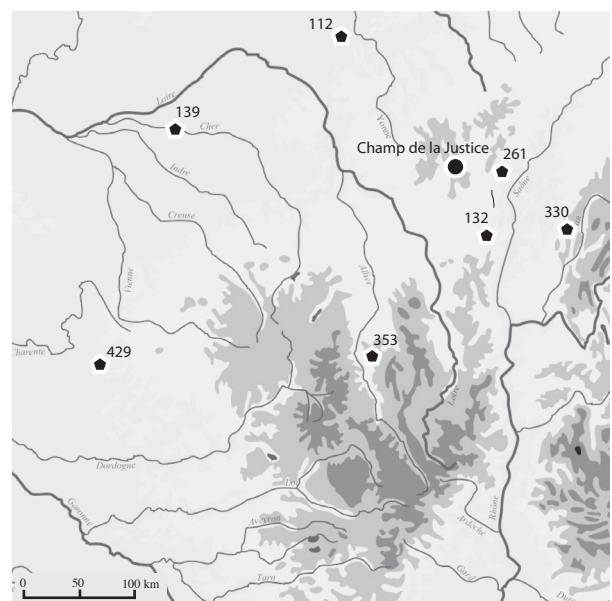 112
Loire
139
Cher
Yonne
Champ de la Justice
261
Indre
Saône
Creuse
132
330
Vienne
Allier
Charente
353
429
Loire
Dordogne
Lot
Garonne
Rhône
Aveyron
Ardèche
Tarn
Gard
0 50 100 km